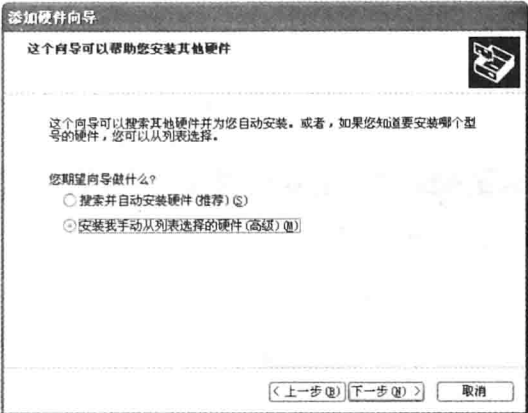 添加硬件向导
这个向导可以帮助您安装其他硬件
这个向导可以搜索其他硬件并为您自动安装。或者，如果您知道要安装哪个型
号的硬件，您可以从列表选择。
您期望向导做什么?
搜索并自动安装硬件(推荐)(S)
安装我手动从列表选择的硬件(高级)(M)
< 上一步(B) 下一步(N) > 取消